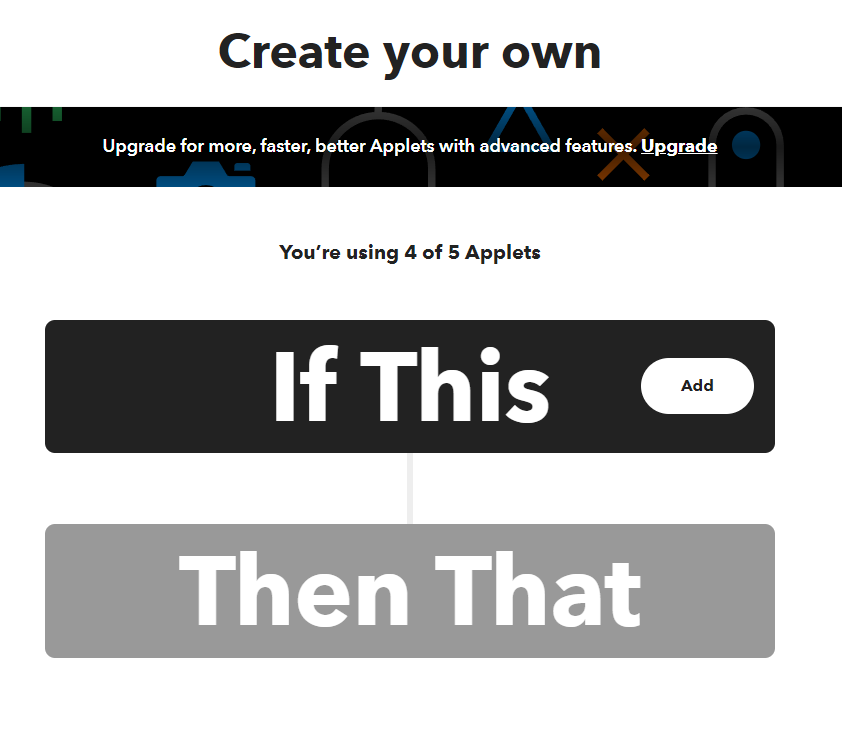 Create your own
Upgrade for more, faster, better Applets with advanced features. Upgrade
You’re using 4 of 5 Applets
If This
Add
Then That